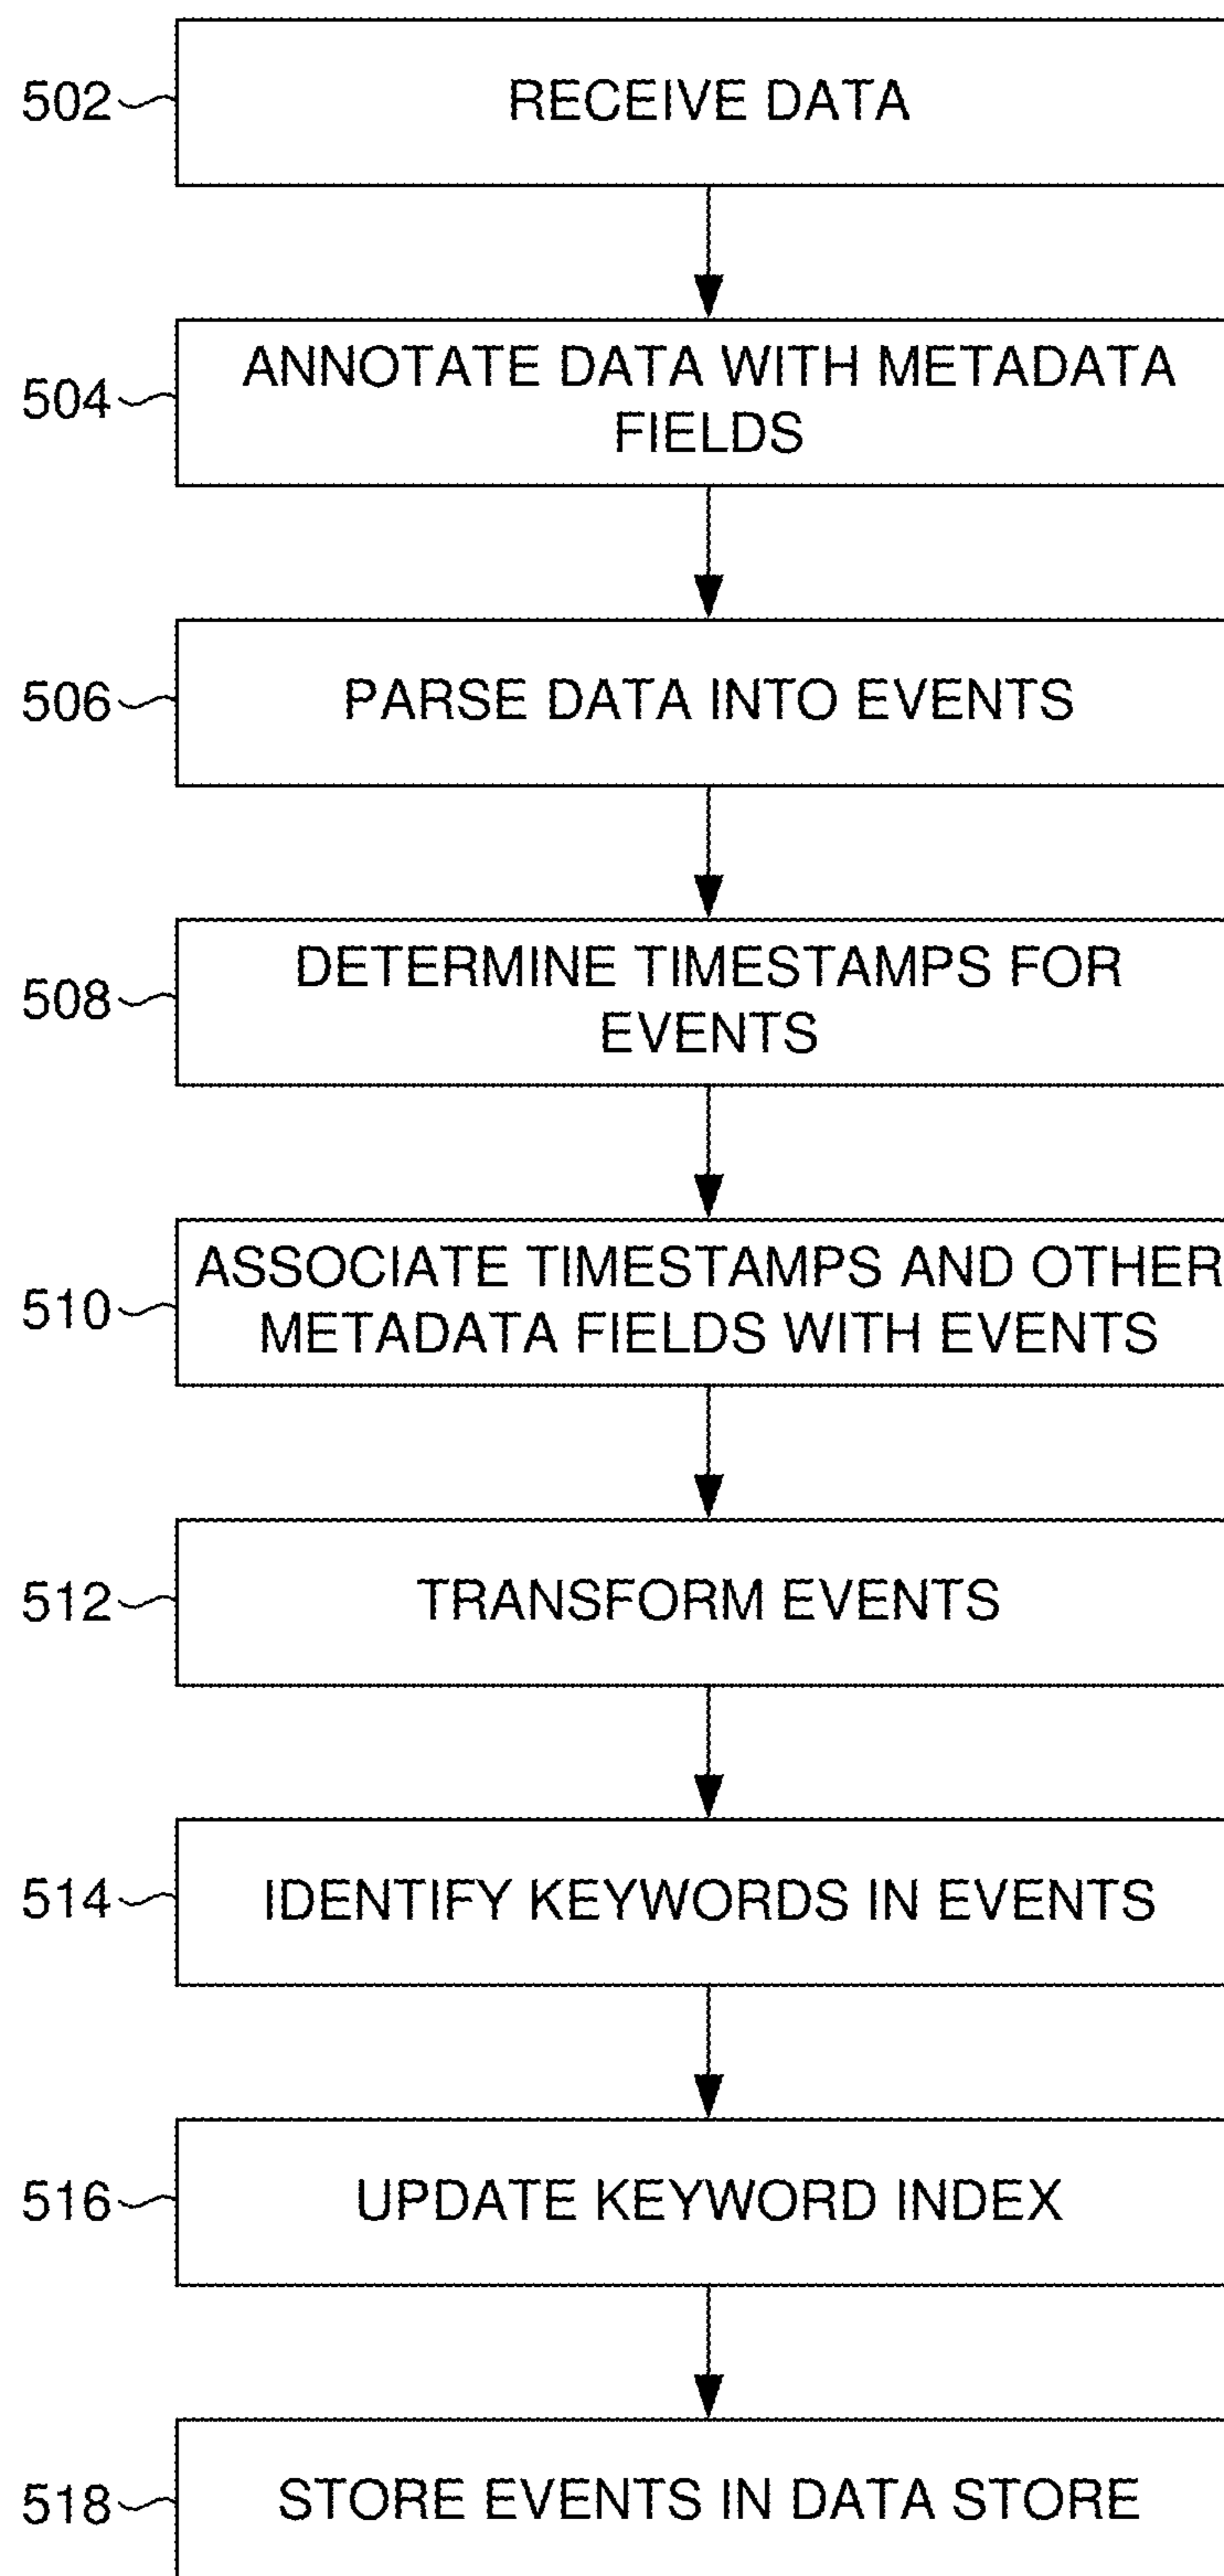 502
RECEIVE DATA
504
ANNOTATE DATA WITH METADATA
FIELDS
506
PARSE DATA INTO EVENTS
508
DETERMINE TIMESTAMPS FOR
EVENTS
510
ASSOCIATE TIMESTAMPS AND OTHER
METADATA FIELDS WITH EVENTS
512
TRANSFORM EVENTS
514
IDENTIFY KEYWORDS IN EVENTS
516
UPDATE KEYWORD INDEX
518
STORE EVENTS IN DATA STORE